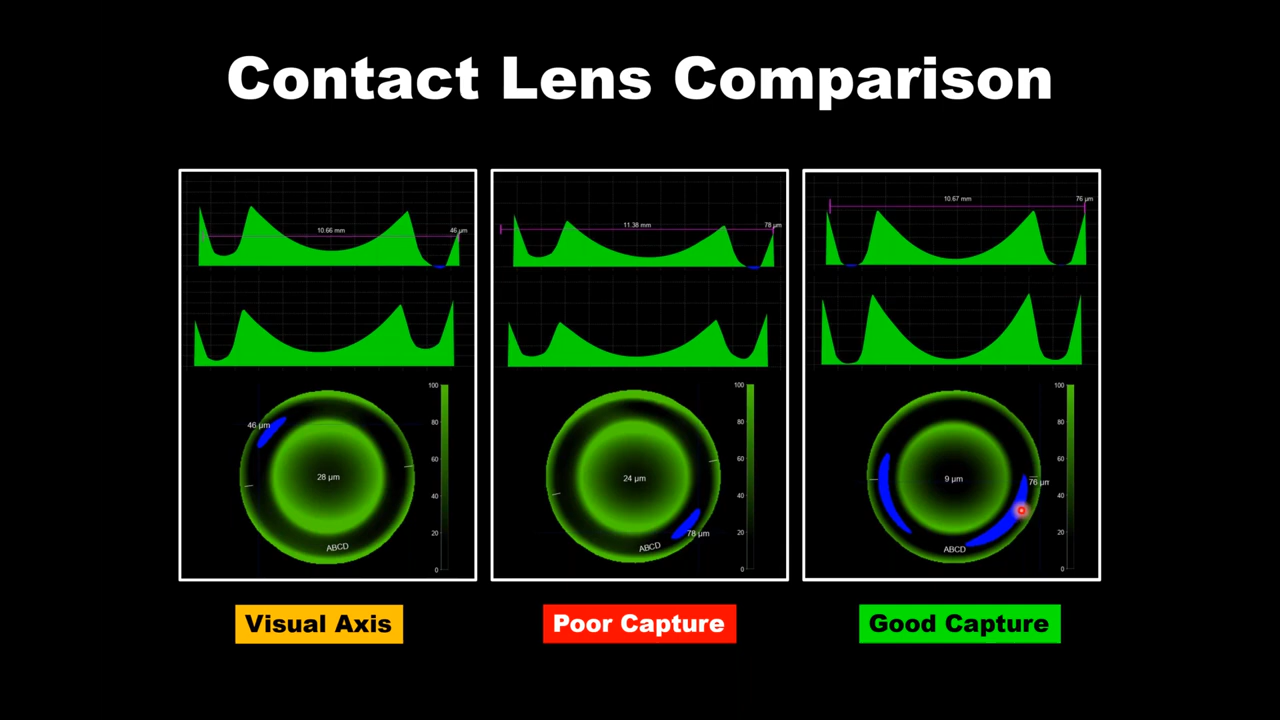 Contact Lens Comparison
10.66 mm
46 µm
100
80
60
40
20
0
46 µm
28 µm
ABCD
Visual Axis
11.38 mm
78 µm
100
80
60
40
20
0
24 µm
78 µm
ABCD
Poor Capture
10.67 mm
76 µm
100
80
60
40
20
0
9 µm
76 µm
ABCD
Good Capture